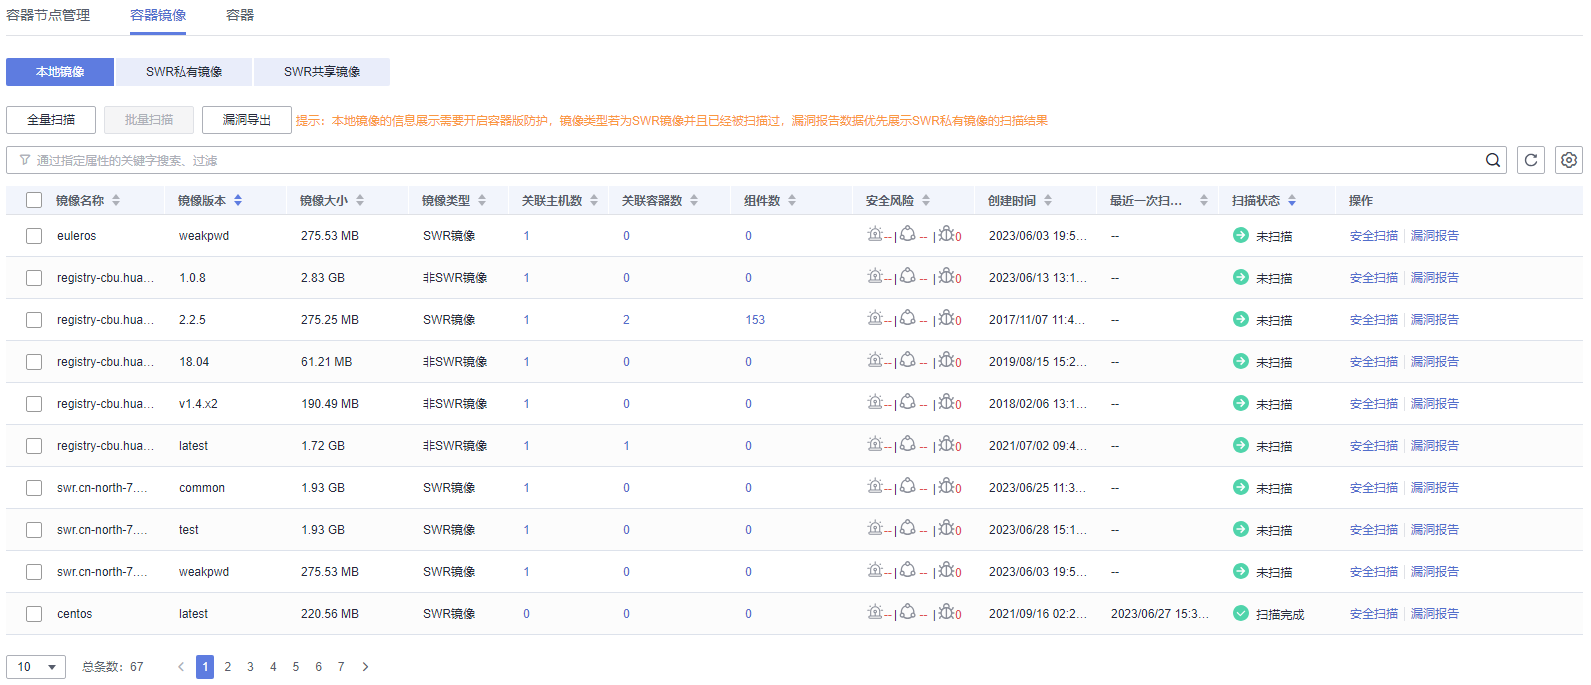 容器节点管理 容器镜像 容器
本地镜像 SWR私有镜像 SWR共享镜像
全量扫描 批量扫描 漏洞导出 提示：本地镜像的信息展示需要开启容器版防护，镜像类型若为SWR镜像并且已经被扫描过，漏洞报告数据优先展示SWR私有镜像的扫描结果
通过指定属性的关键字搜索、过滤
镜像名称 镜像版本 镜像大小 镜像类型 关联主机数 关联容器数 组件数 安全风险 创建时间 最近一次扫... 扫描状态 操作
euleros weakpwd 275.53 MB SWR镜像 1 0 0 -- | -- | 0 2023/06/03 19:5... -- 未扫描 安全扫描 漏洞报告
registry-cbu.hua... 1.0.8 2.83 GB 非SWR镜像 1 0 0 -- | -- | 0 2023/06/13 13:1... -- 未扫描 安全扫描 漏洞报告
registry-cbu.hua... 2.2.5 275.25 MB SWR镜像 1 2 153 -- | -- | 0 2017/11/07 11:4... -- 未扫描 安全扫描 漏洞报告
registry-cbu.hua... 18.04 61.21 MB 非SWR镜像 1 0 0 -- | -- | 0 2019/08/15 15:2... -- 未扫描 安全扫描 漏洞报告
registry-cbu.hua... v1.4.x2 190.49 MB 非SWR镜像 1 0 0 -- | -- | 0 2018/02/06 13:1... -- 未扫描 安全扫描 漏洞报告
registry-cbu.hua... latest 1.72 GB 非SWR镜像 1 1 0 -- | -- | 0 2021/07/02 09:4... -- 未扫描 安全扫描 漏洞报告
swr.cn-north-7.... common 1.93 GB SWR镜像 1 0 0 -- | -- | 0 2023/06/25 11:3... -- 未扫描 安全扫描 漏洞报告
swr.cn-north-7.... test 1.93 GB SWR镜像 1 0 0 -- | -- | 0 2023/06/28 15:1... -- 未扫描 安全扫描 漏洞报告
swr.cn-north-7.... weakpwd 275.53 MB SWR镜像 1 0 0 -- | -- | 0 2023/06/03 19:5... -- 未扫描 安全扫描 漏洞报告
centos latest 220.56 MB SWR镜像 0 0 0 -- | -- | 0 2021/09/16 02:2... 2023/06/27 15:3... 扫描完成 安全扫描 漏洞报告
10 总条数：67 < 1 2 3 4 5 6 7 >